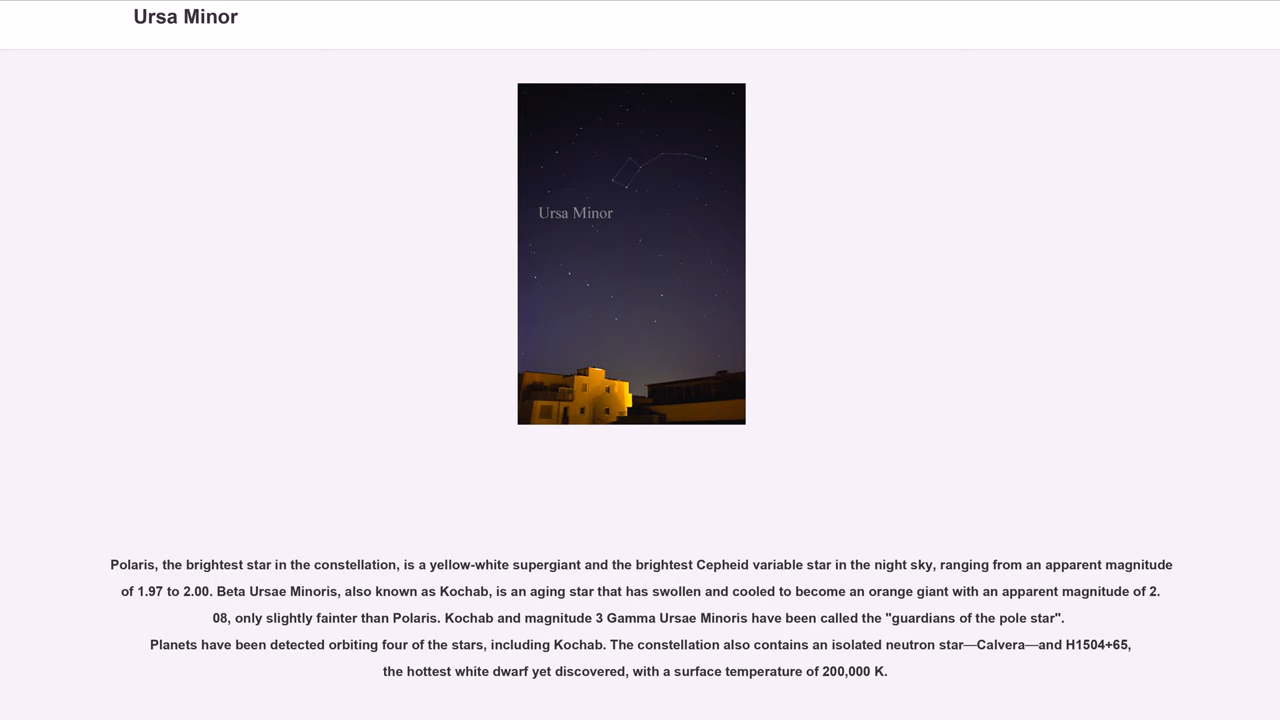 Ursa Minor
Ursa Minor
Polaris, the brightest star in the constellation, is a yellow-white supergiant and the brightest Cepheid variable star in the night sky, ranging from an apparent magnitude
of 1.97 to 2.00. Beta Ursae Minoris, also known as Kochab, is an aging star that has swollen and cooled to become an orange giant with an apparent magnitude of 2.
08, only slightly fainter than Polaris. Kochab and magnitude 3 Gamma Ursae Minoris have been called the "guardians of the pole star".
Planets have been detected orbiting four of the stars, including Kochab. The constellation also contains an isolated neutron star—Calvera—and H1504+65,
the hottest white dwarf yet discovered, with a surface temperature of 200,000 K.